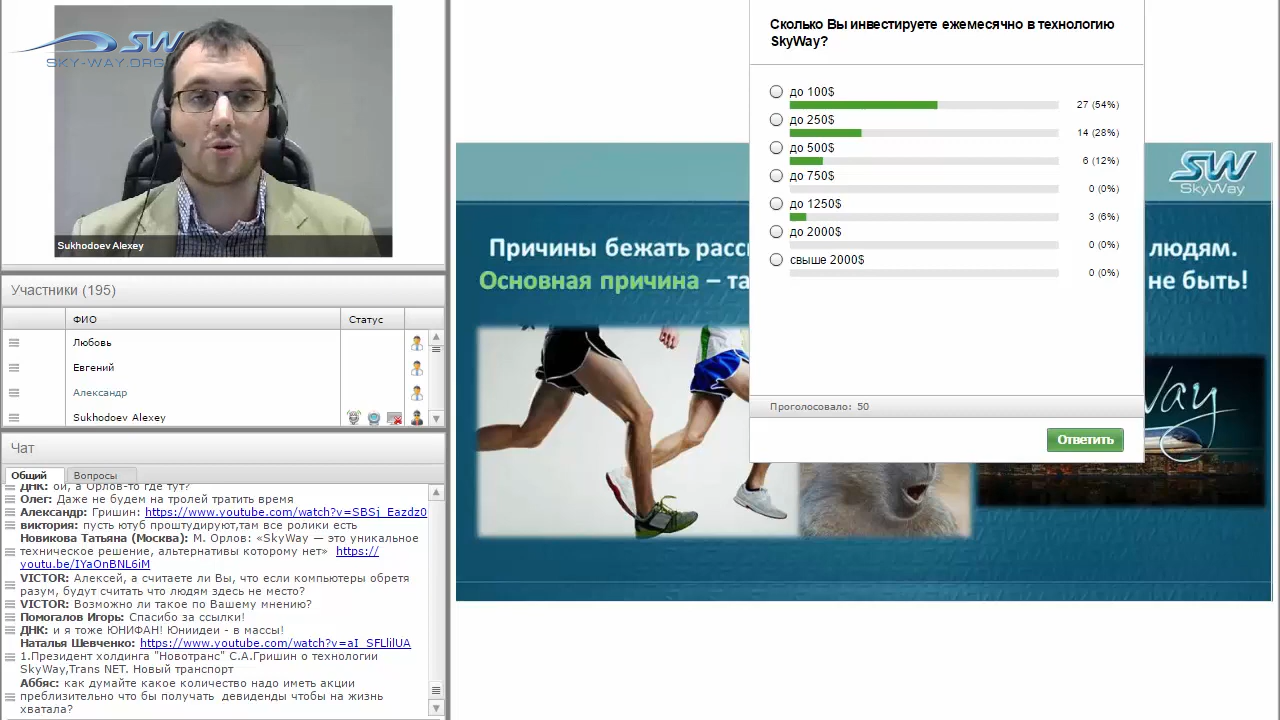 SW
SKY-WAY.ORG
Sukhodoev Alexey
Участники (195)
ФИО
Статус
Любовь
Евгений
Александр
Sukhodoev Alexey
Чат
Общий
Вопросы
ДНК: ой, а Орлов-то где тут?
Олег: Даже не будем на тролей тратить время
Александр: Гришин: https://www.youtube.com/watch?v=SBSj_Eazdz0
виктория: пусть ютуб проштудируют,там все ролики есть
Новикова Татьяна (Москва): М. Орлов: «SkyWay — это уникальное
техническое решение, альтернативы которому нет» https://
youtu.be/IYaOnBNL6iM
VICTOR: Алексей, а считаете ли Вы, что если компьютеры обретя
разум, будут считать что людям здесь не место?
VICTOR: Возможно ли такое по Вашему мнению?
Помогалов Игорь: Спасибо за ссылки!
ДНК: и я тоже ЮНИФАН! Юниидеи - в массы!
Наталья Шевченко: https://www.youtube.com/watch?v=aI_SFLlilUA
1.Президент холдинга "Новотранс" С.А.Гришин о технологии
SkyWay,Trans NET. Новый транспорт
Аббяс: как думайте какое количество надо иметь акции
преблизительно что бы получать девиденды чтобы на жизнь
хватала?
Сколько Вы инвестируете ежемесячно в технологию
SkyWay?
до 100$
27 (54%)
до 250$
14 (28%)
до 500$
6 (12%)
до 750$
0 (0%)
до 1250$
3 (6%)
до 2000$
0 (0%)
свыше 2000$
0 (0%)
Проголосовало: 50
Ответить
SW
SkyWay
Причины бежать расс людям.
Основная причина – та не быть!
way